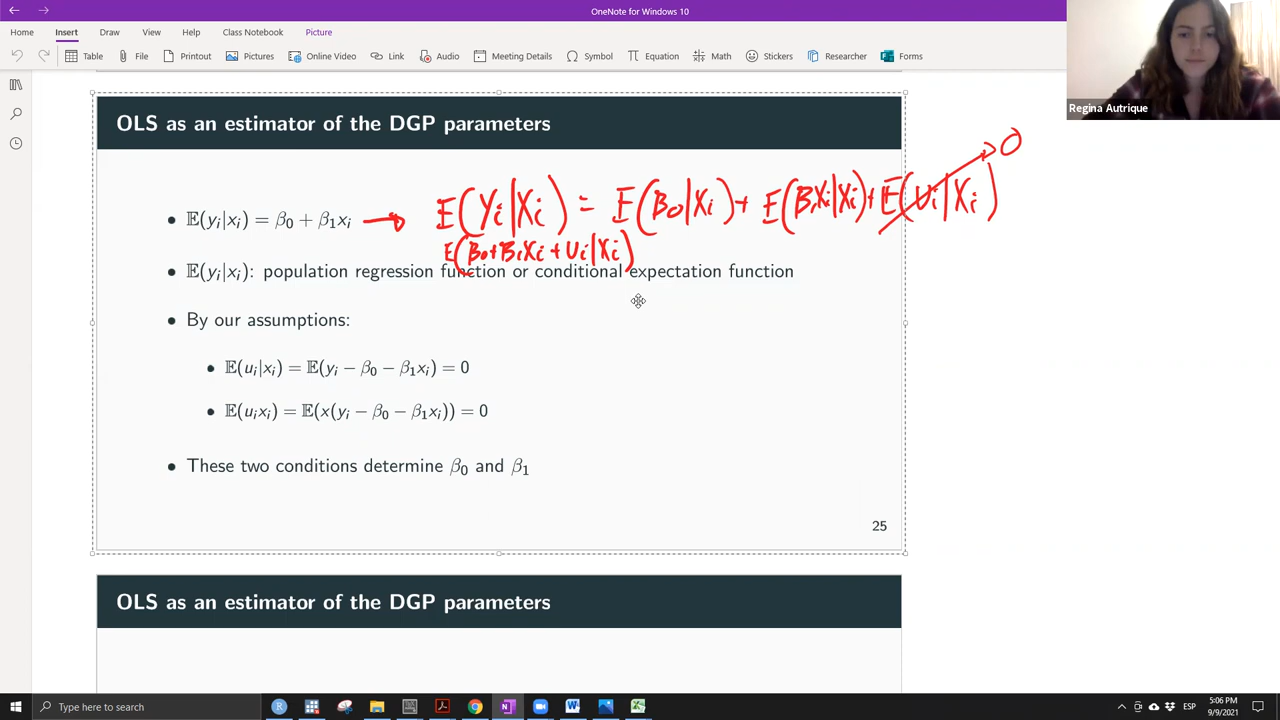 OneNote for Windows 10
Home Insert Draw View Help Class Notebook Picture
Table File Printout Pictures Online Video Link Audio Meeting Details Symbol Equation Math Stickers Researcher Forms
Regina Autrique
OLS as an estimator of the DGP parameters
• 𝔼(yᵢ|xᵢ) = β₀ + β₁xᵢ
E(Yi|Xi) = E(B0|Xi) + E(B1Xi|Xi) + E(Ui|Xi) → 0
E(B0+B1Xi+Ui|Xi)
• 𝔼(yᵢ|xᵢ): population regression function or conditional expectation function
• By our assumptions:
• 𝔼(uᵢ|xᵢ) = 𝔼(yᵢ − β₀ − β₁xᵢ) = 0
• 𝔼(uᵢxᵢ) = 𝔼(x(yᵢ − β₀ − β₁xᵢ)) = 0
• These two conditions determine β₀ and β₁
25
OLS as an estimator of the DGP parameters
Type here to search
ESP
5:06 PM
9/9/2021